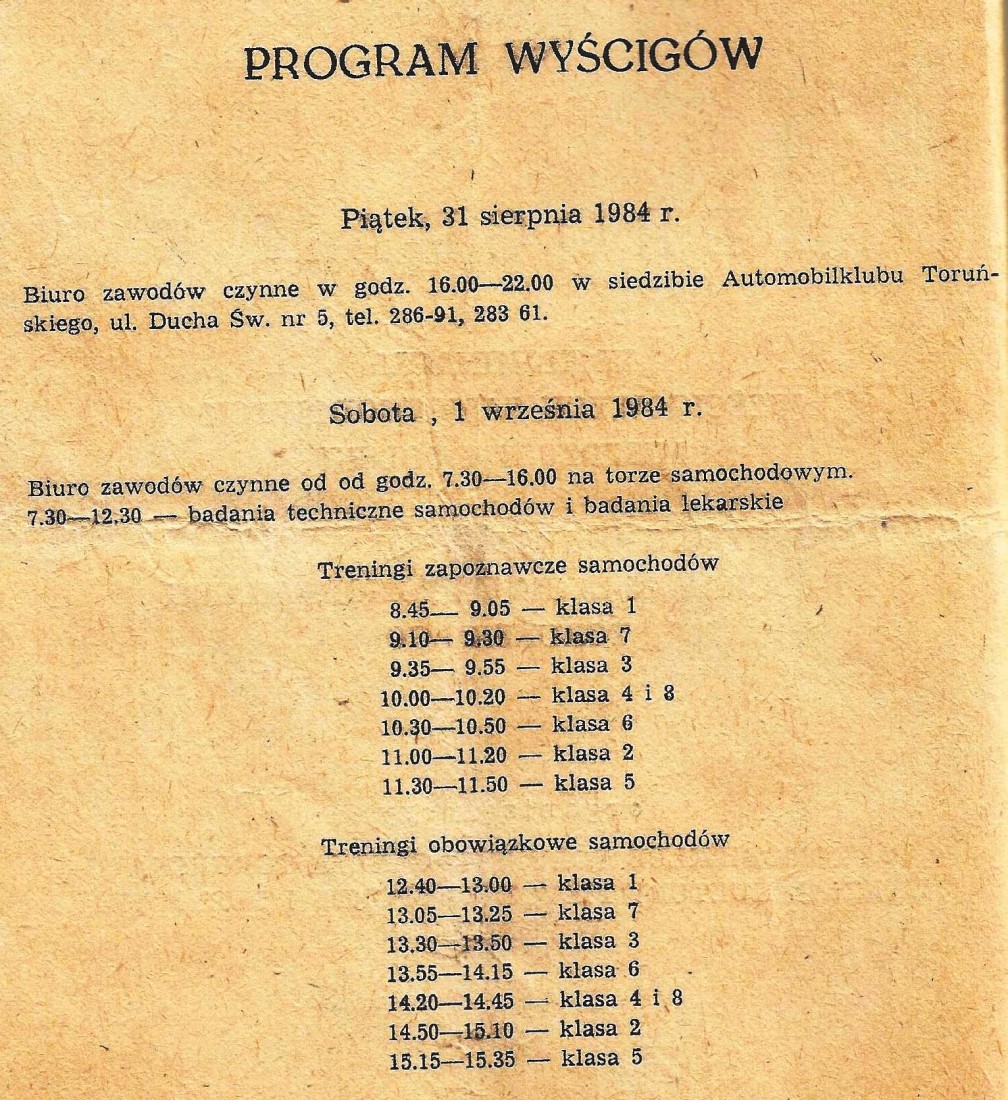 PROGRAM WYŚCIGÓW
Piątek, 31 sierpnia 1984 r.
Biuro zawodów czynne w godz. 16.00—22.00 w siedzibie Automobilklubu Toruń-
skiego, ul. Ducha Św. nr 5, tel. 286-91, 283 61.
Sobota , 1 września 1984 r.
Biuro zawodów czynne od od godz. 7.30—16.00 na torze samochodowym.
7.30—12.30 — badania techniczne samochodów i badania lekarskie
Treningi zapoznawcze samochodów
8.45— 9.05 — klasa 1
9.10— 9.30 — klasa 7
9.35— 9.55 — klasa 3
10.00—10.20 — klasa 4 i 8
10.30—10.50 — klasa 6
11.00—11.20 — klasa 2
11.30—11.50 — klasa 5
Treningi obowiązkowe samochodów
12.40—13.00 — klasa 1
13.05—13.25 — klasa 7
13.30—13.50 — klasa 3
13.55—14.15 — klasa 6
14.20—14.45 — klasa 4 i 8
14.50—15.10 — klasa 2
15.15—15.35 — klasa 5